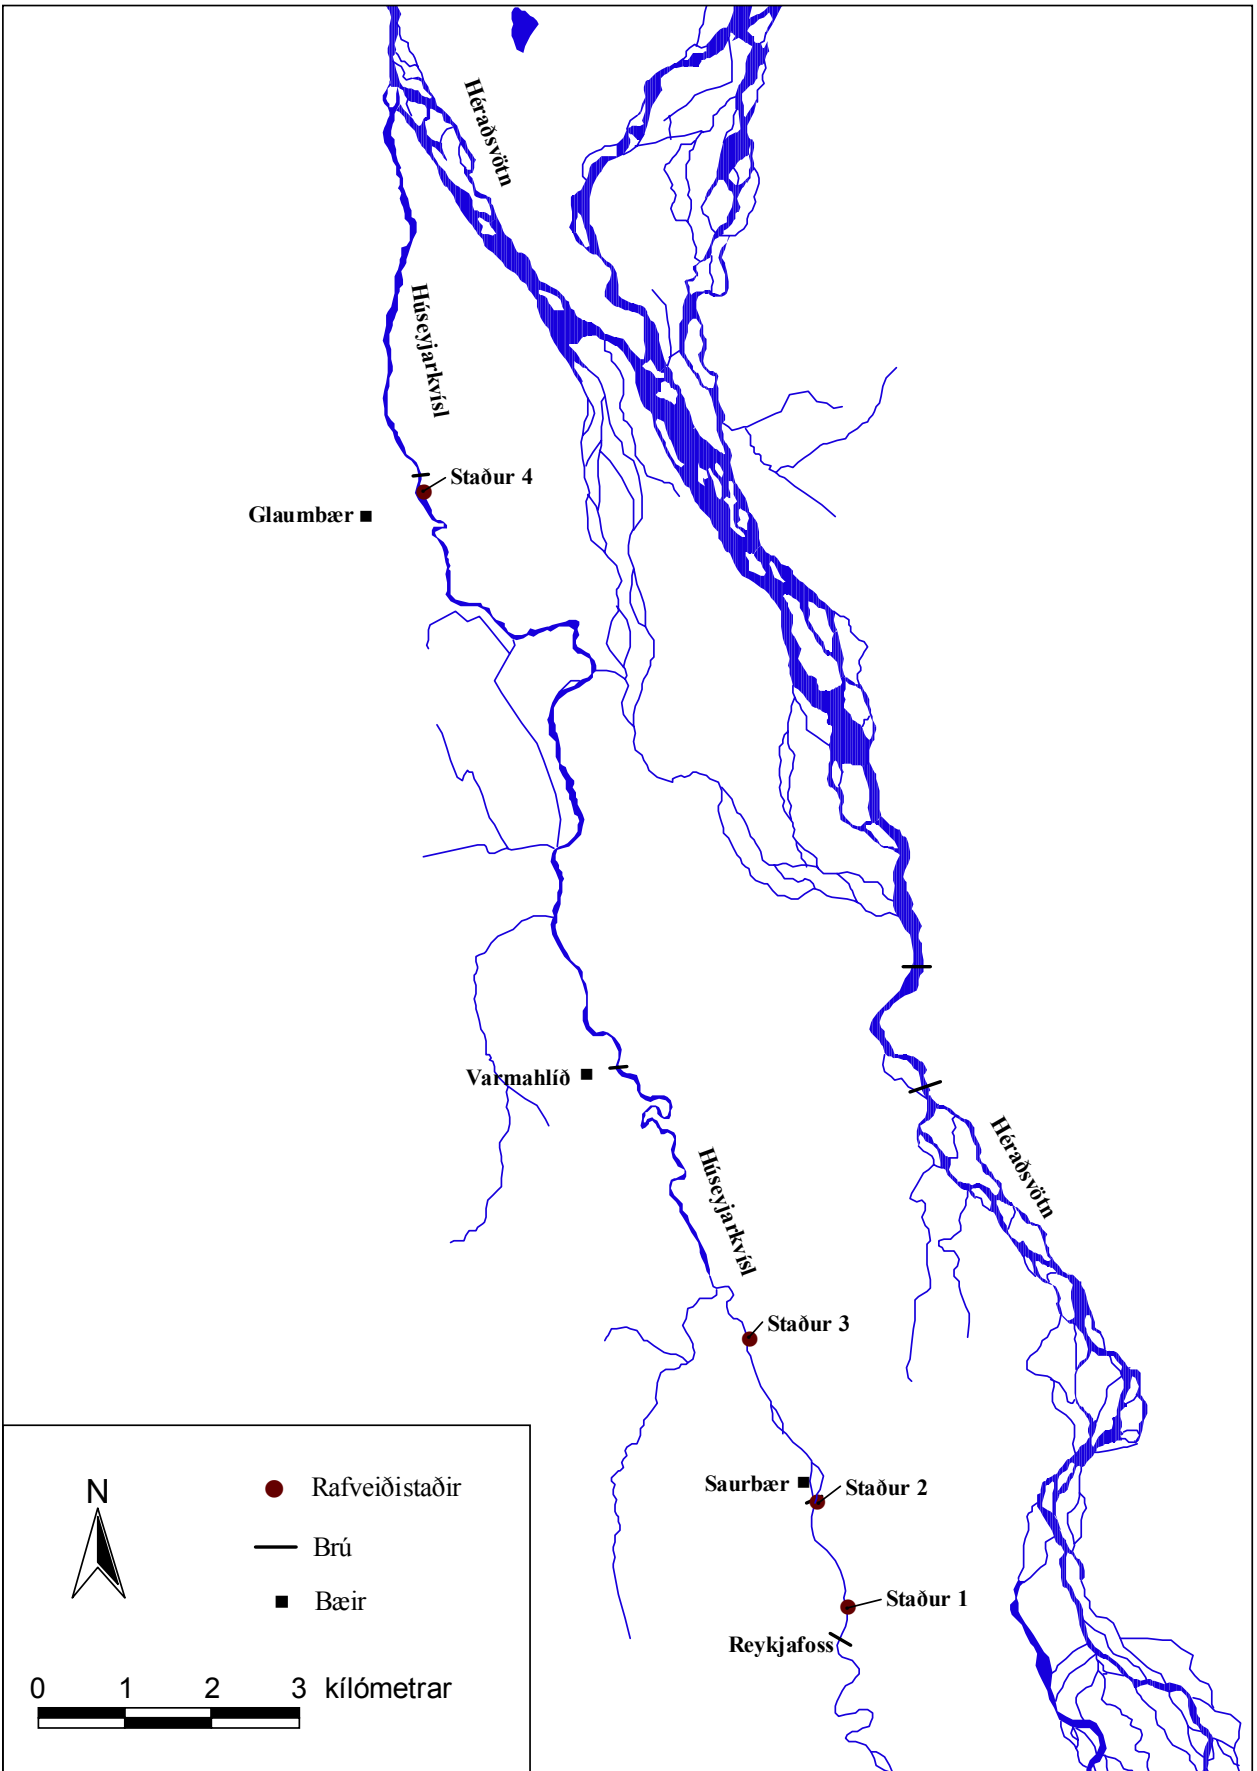 Héraðsvötn
Húseyjarkvísl
Staður 4
Glaumbær
Varmahlíð
Húseyjarkvísl
Héraðsvötn
Staður 3
Saurbær
Staður 2
Staður 1
Reykjafoss
N
Rafveiðistaðir
Brú
Bæir
0 1 2 3 kílómetrar